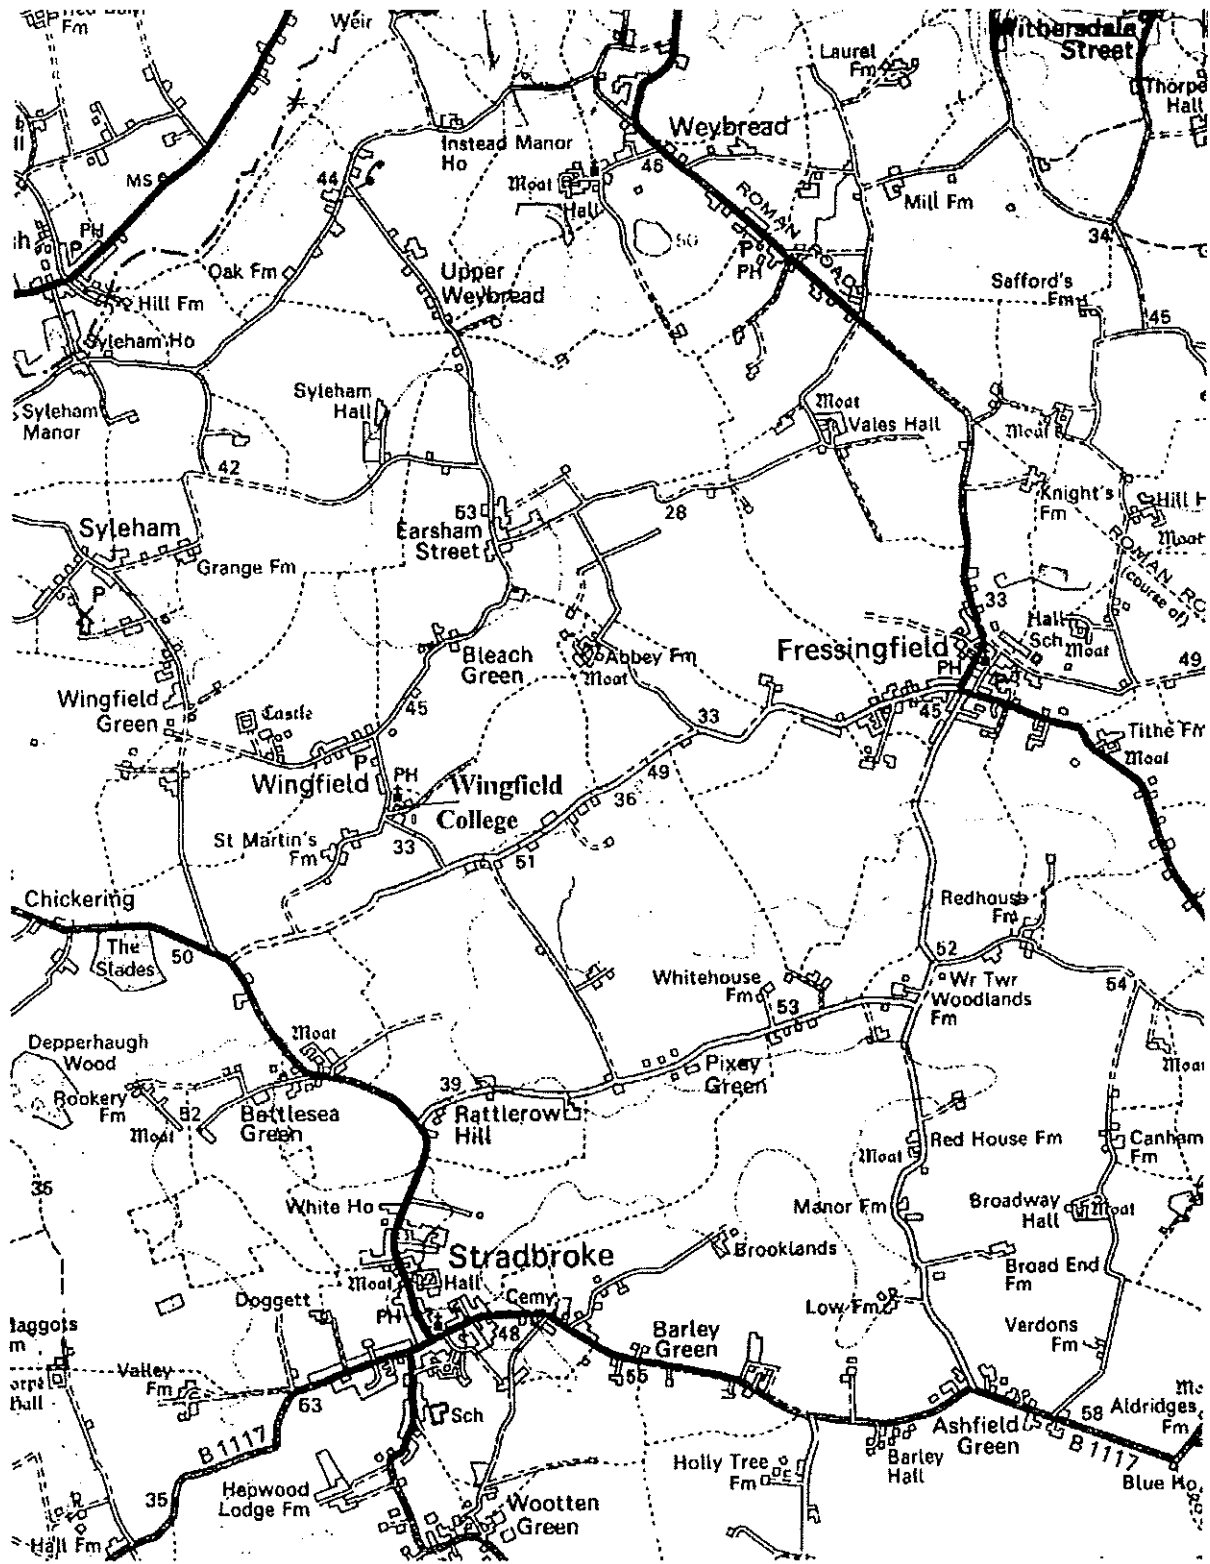 Fm
Weir
Laurel
Fm
Withersdale
Street
Thorpe
Hall
Instead Manor
Ho
Weybread
46
MS
44
Moat
Hall
50
ROMAN ROAD
Mill Fm
34
PH
P
Oak Fm
Upper
Weybread
P
PH
Safford's
Fm
Hill Fm
45
Syleham Ho
Syleham
Manor
Syleham
Hall
Moat
Vales Hall
Moat
42
53
28
Knight's
Fm
Hill H
Moat
Syleham
Earsham
Street
Grange Fm
ROMAN RO
(course of)
P
33
Hall
Sch
Moat
Bleach
Green
Abbey Fm
Moat
Fressingfield
P
PH
49
Wingfield
Green
Castle
45
33
45
Tithe Fm
Moat
Wingfield
P
PH
Wingfield
College
49
36
St Martin's
Fm
33
51
Chickering
Redhouse
Fm
The
Slades
50
52
Whitehouse
Fm
53
Wr Twr
Woodlands
Fm
54
Depperhaugh
Wood
Moat
Pixey
Green
Moat
Rookery
Fm
52
Moat
Battlesea
Green
39
Rattlerow
Hill
Red House Fm
Moat
Canham
Fm
35
White Ho
Manor Fm
Broadway
Hall
Moat
Stradbroke
Brooklands
Moat
Hall
Broad End
Fm
Doggett
PH
Cemy
Low Fm
48
Barley
Green
Verdons
Fm
Valley
Fm
55
63
Sch
58
Aldridges
Fm
B 1117
Ashfield
Green
B 1117
Barley
Hall
Holly Tree
Fm
Blue Ho
35
Hepwood
Lodge Fm
Wootten
Green
Hall Fm